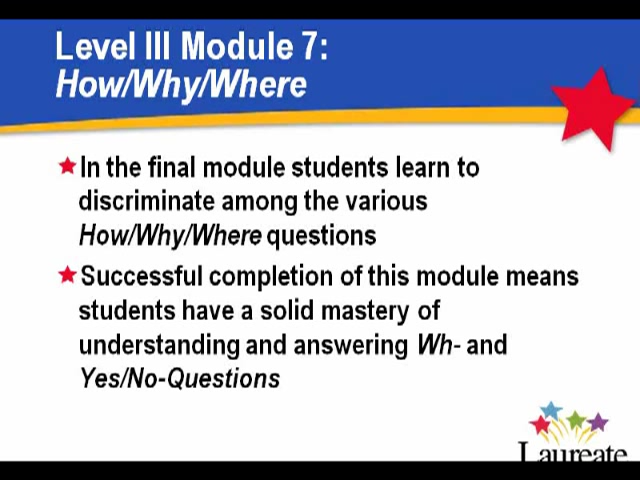 Level III Module 7:
How/Why/Where
In the final module students learn to
discriminate among the various
How/Why/Where questions
Successful completion of this module means
students have a solid mastery of
understanding and answering Wh- and
Yes/No-Questions
Laureate